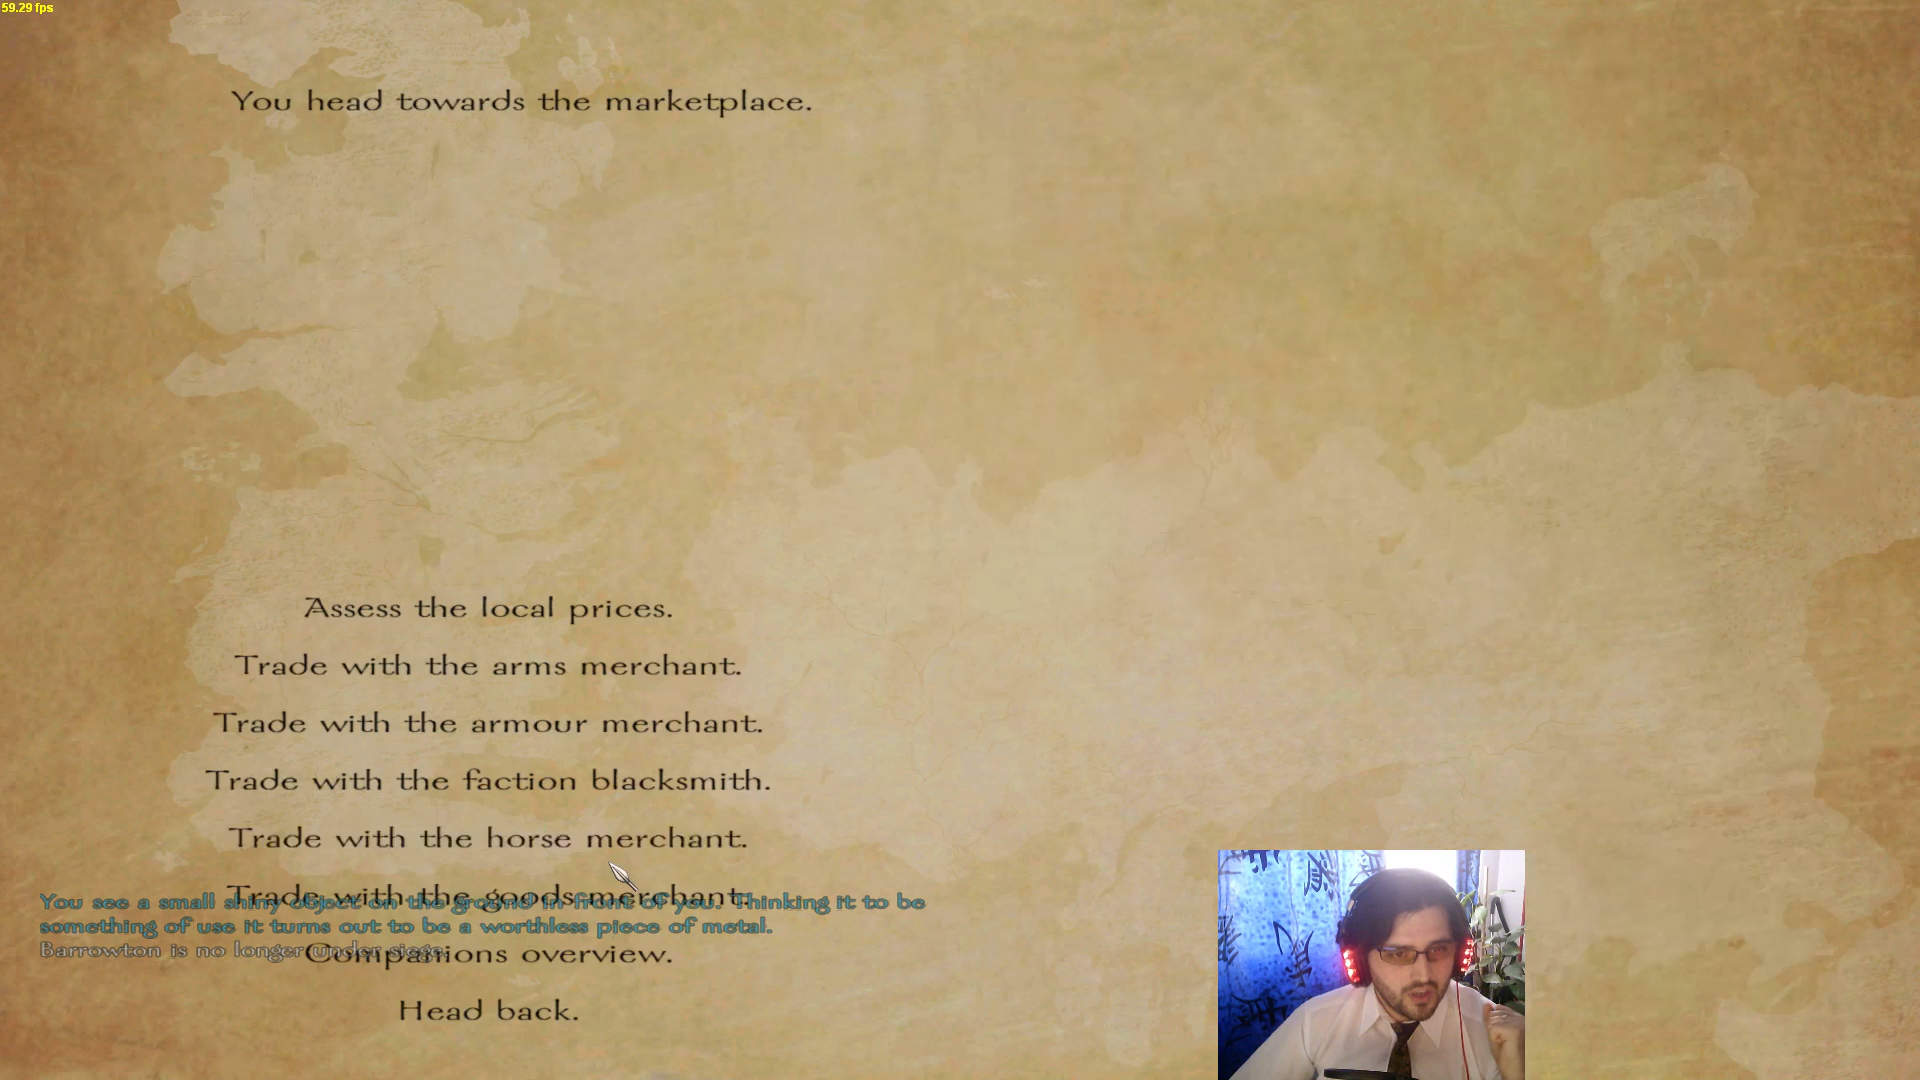 59.29 fps
You head towards the marketplace.
Assess the local prices.
Trade with the arms merchant.
Trade with the armour merchant.
Trade with the faction blacksmith.
Trade with the horse merchant.
Trade with the goods merchant.
You see a small shiny object on the ground in front of you. Thinking it to be
something of use it turns out to be a worthless piece of metal.
Barrowton is no longer under siege.
Companions overview.
Head back.